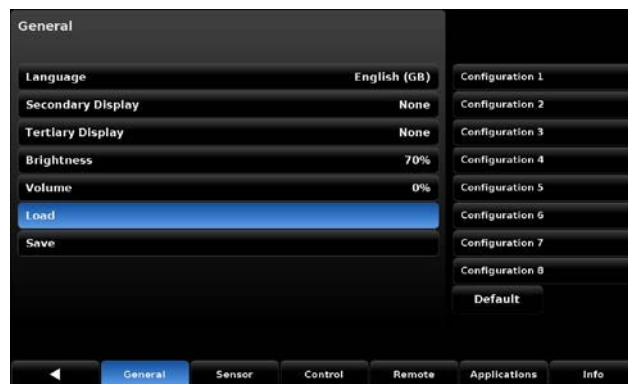 General
Language English (GB)
Secondary Display None
Tertiary Display None
Brightness 70%
Volume 0%
Load
Save
Configuration 1
Configuration 2
Configuration 3
Configuration 4
Configuration 5
Configuration 6
Configuration 7
Configuration 8
Default
General Sensor Control Remote Applications Info